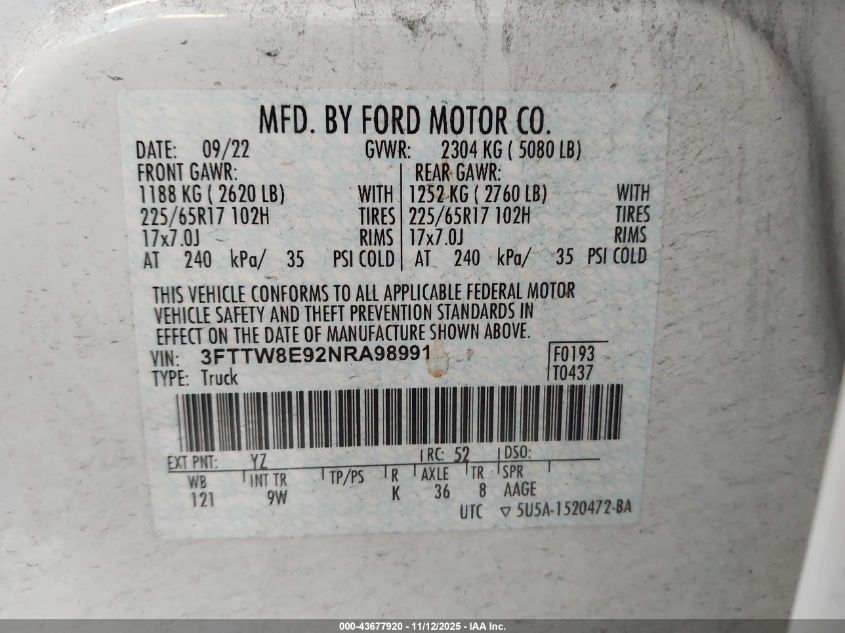 MFD. BY FORD MOTOR CO.
DATE: 09/22 GVWR: 2304 KG ( 5080 LB)
FRONT GAWR: REAR GAWR:
1188 KG ( 2620 LB) WITH 1252 KG ( 2760 LB) WITH
225/65R17 102H TIRES 225/65R17 102H TIRES
17x7.0J RIMS 17x7.0J RIMS
AT 240 kPa/ 35 PSI COLD AT 240 kPa/ 35 PSI COLD
THIS VEHICLE CONFORMS TO ALL APPLICABLE FEDERAL MOTOR
VEHICLE SAFETY AND THEFT PREVENTION STANDARDS IN
EFFECT ON THE DATE OF MANUFACTURE SHOWN ABOVE.
VIN: 3FTTW8E92NRA98991 F0193
TYPE: Truck T0437
EXT PNT: YZ RC: 52 DSO:
WB INT TR TP/PS R AXLE TR SPR
121 9W K 36 8 AAGE
UTC ▽ 5U5A-1520472-BA
000-43677920 - 11/12/2025 - IAA Inc.